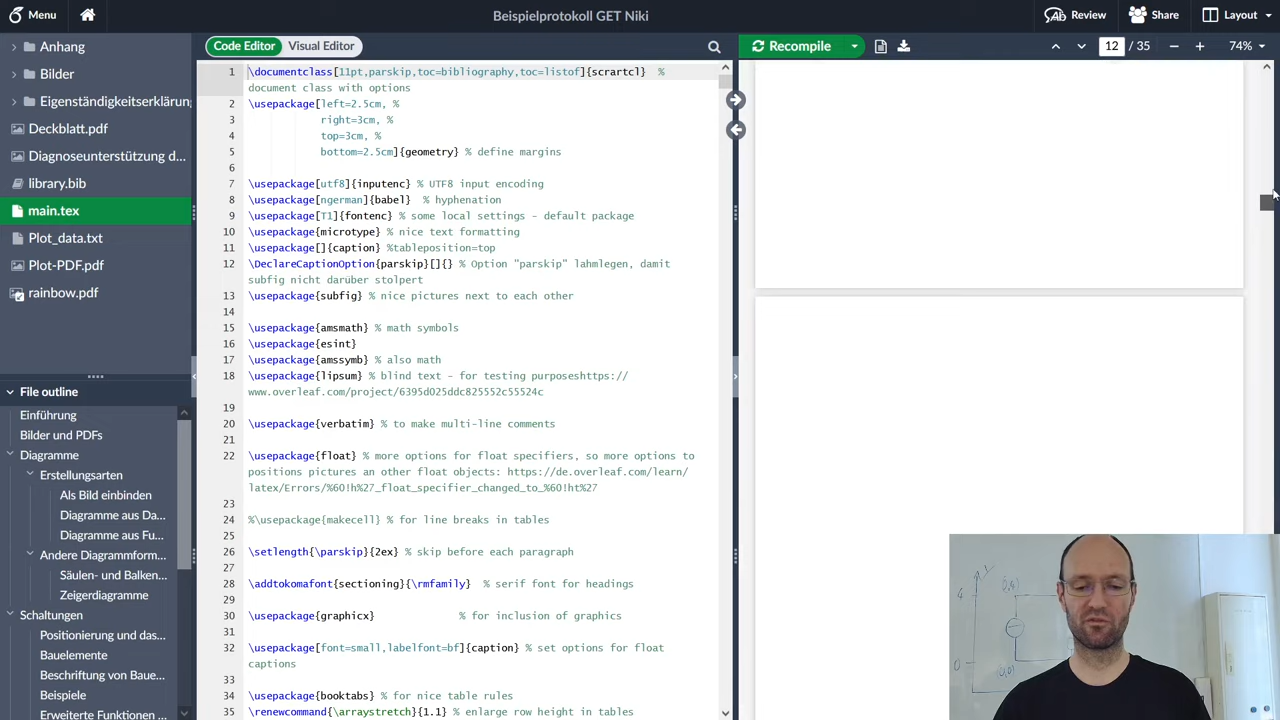 Menu
Beispielprotokoll GET Niki
Review
Share
Layout
Anhang
Bilder
Eigenständigkeitserklärun
Deckblatt.pdf
Diagnoseunterstützung d...
library.bib
main.tex
Plot_data.txt
Plot-PDF.pdf
rainbow.pdf
File outline
Einführung
Bilder und PDFs
Diagramme
Erstellungsarten
Als Bild einbinden
Diagramme aus Da...
Diagramme aus Fu...
Andere Diagrammform...
Säulen- und Balken...
Zeigerdiagramme
Schaltungen
Positionierung und das...
Bauelemente
Beschriftung von Baue...
Beispiele
Erweiterte Funktionen
Code Editor
Visual Editor
1 \documentclass[11pt,parskip,toc=bibliography,toc=listof]{scrartcl} %
document class with options
2 \usepackage[left=2.5cm, %
3 right=3cm, %
4 top=3cm, %
5 bottom=2.5cm]{geometry} % define margins
6
7 \usepackage[utf8]{inputenc} % UTF8 input encoding
8 \usepackage[ngerman]{babel} % hyphenation
9 \usepackage[T1]{fontenc} % some local settings - default package
10 \usepackage{microtype} % nice text formatting
11 \usepackage[]{caption} %tableposition=top
12 \DeclareCaptionOption{parskip}[]{} % Option "parskip" lahmlegen, damit
subfig nicht darüber stolpert
13 \usepackage{subfig} % nice pictures next to each other
14
15 \usepackage{amsmath} % math symbols
16 \usepackage{esint}
17 \usepackage{amssymb} % also math
18 \usepackage{lipsum} % blind text - for testing purposeshttps://
www.overleaf.com/project/6395d025ddc825552c55524c
19
20 \usepackage{verbatim} % to make multi-line comments
21
22 \usepackage{float} % more options for float specifiers, so more options to
positions pictures an other float objects: https://de.overleaf.com/learn/
latex/Errors/%60!h%27_float_specifier_changed_to_%60!ht%27
23
24 %\usepackage{makecell} % for line breaks in tables
25
26 \setlength{\parskip}{2ex} % skip before each paragraph
27
28 \addtokomafont{sectioning}{\rmfamily} % serif font for headings
29
30 \usepackage{graphicx} % for inclusion of graphics
31
32 \usepackage[font=small,labelfont=bf]{caption} % set options for float
captions
33
34 \usepackage{booktabs} % for nice table rules
35 \renewcommand{\arraystretch}{1.1} % enlarge row height in tables
Recompile
12 / 35
74%
4
0